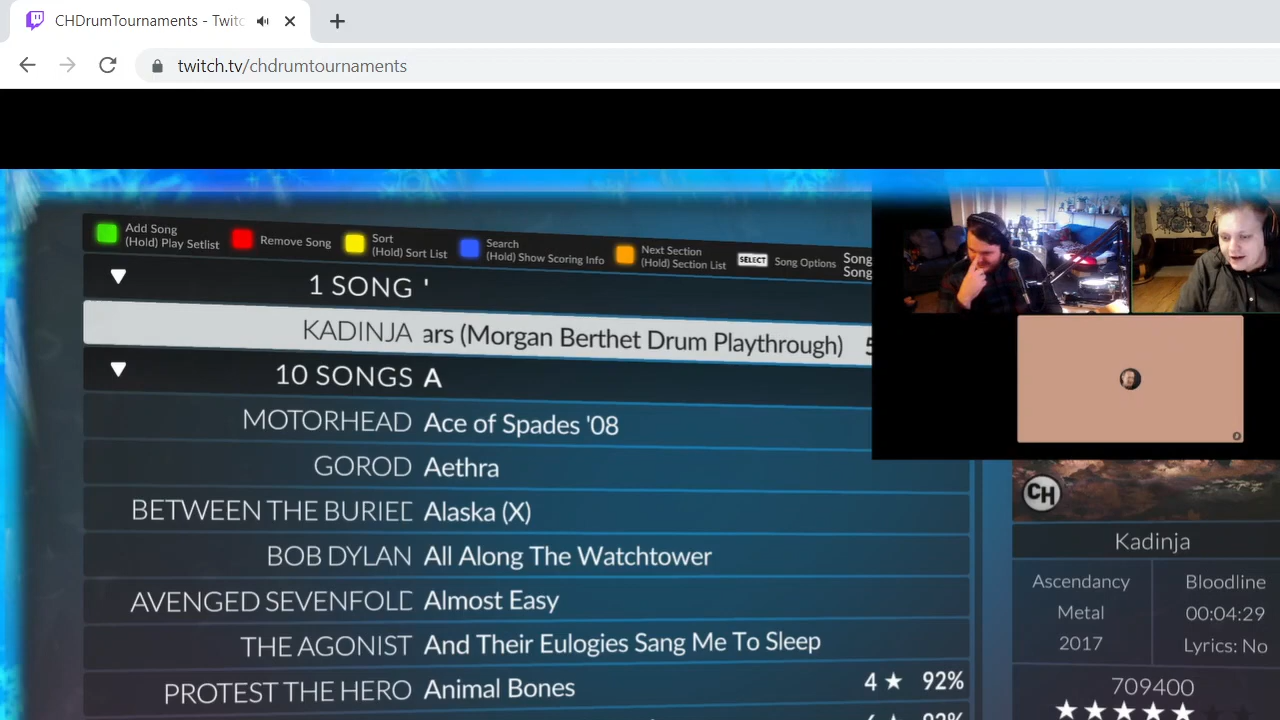 CHDrumTournaments - Twitc
twitch.tv/chdrumtournaments
Add Song
(Hold) Play Setlist
Remove Song
Sort
(Hold) Sort List
Search
(Hold) Show Scoring Info
Next Section
(Hold) Section List
SELECT Song Options
Song
Song
1 SONG '
KADINJA ars (Morgan Berthet Drum Playthrough)
10 SONGS A
MOTORHEAD Ace of Spades '08
GOROD Aethra
BETWEEN THE BURIED Alaska (X)
BOB DYLAN All Along The Watchtower
AVENGED SEVENFOLD Almost Easy
THE AGONIST And Their Eulogies Sang Me To Sleep
PROTEST THE HERO Animal Bones 4 ★ 92%
CH
Kadinja
Ascendancy
Metal
2017
Bloodline
00:04:29
Lyrics: No
709400